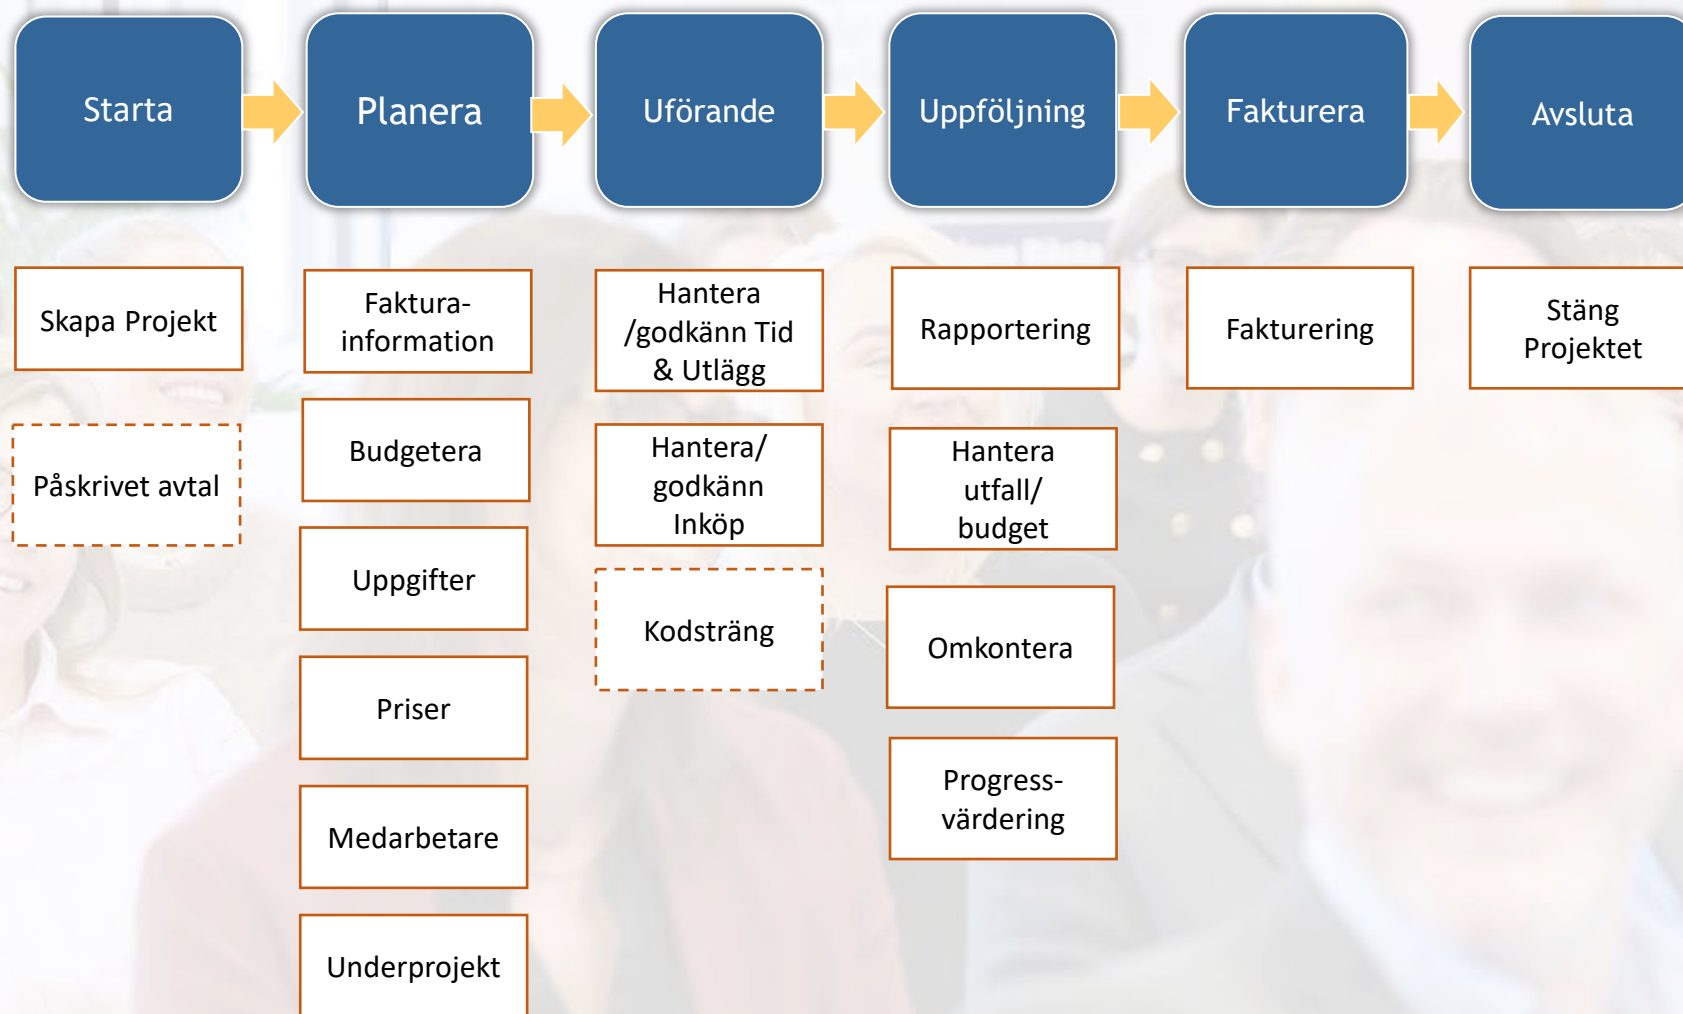 Starta
Planera
Uförande
Uppföljning
Fakturera
Avsluta
Skapa Projekt
Påskrivet avtal
Faktura-
information
Budgetera
Uppgifter
Priser
Medarbetare
Underprojekt
Hantera
/godkänn Tid
& Utlägg
Hantera/
godkänn
Inköp
Kodsträng
Rapportering
Hantera
utfall/
budget
Omkontera
Progress-
värdering
Fakturering
Stäng
Projektet